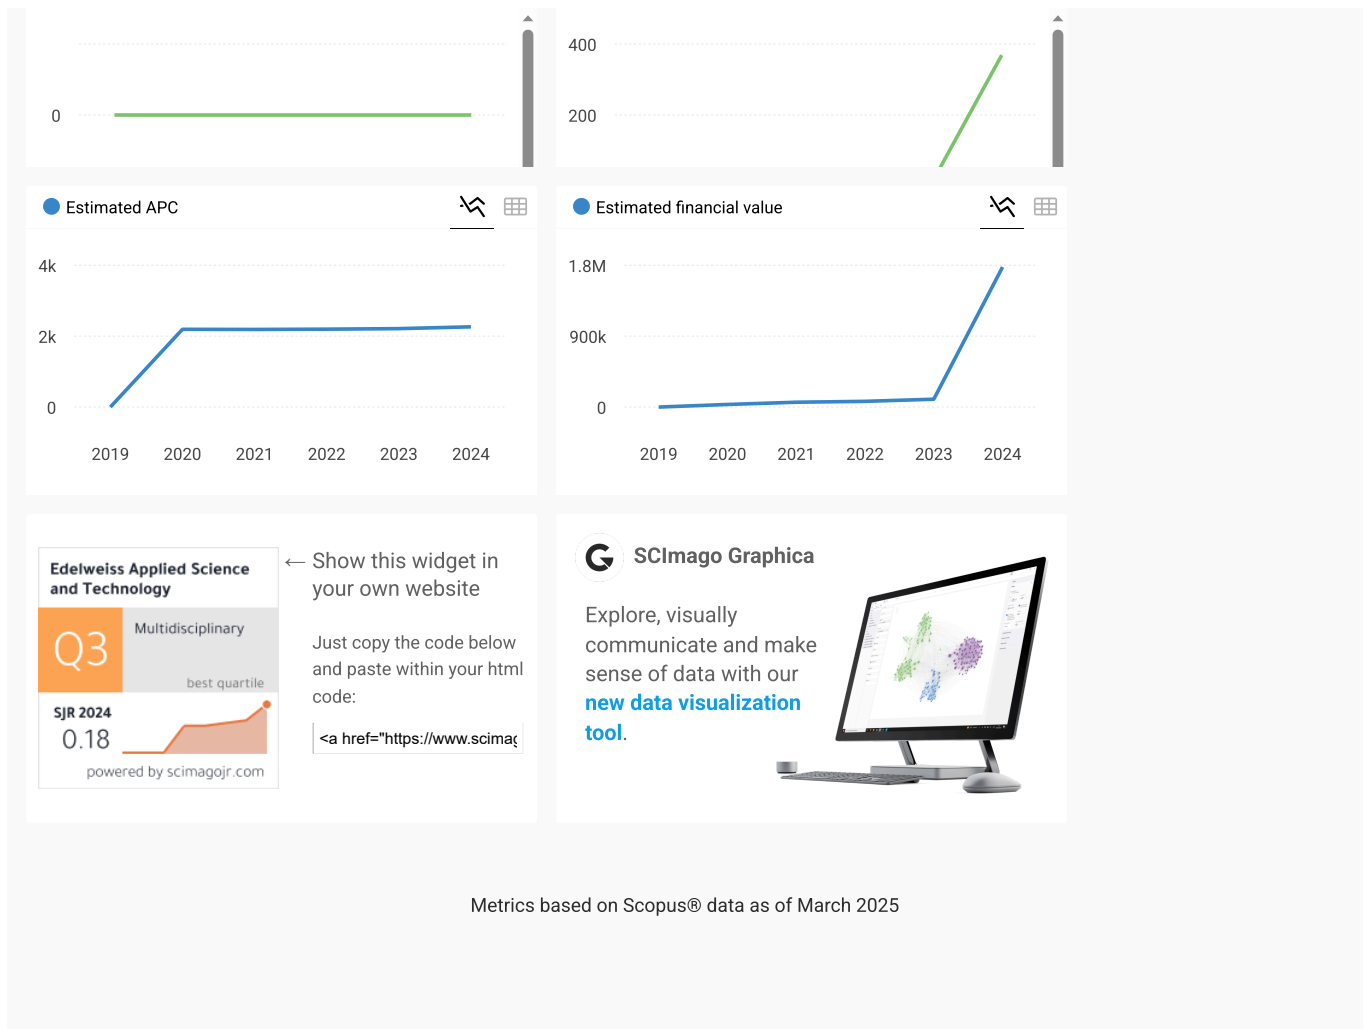 0
400
200
Estimated APC
4k
2k
0
2019 2020 2021 2022 2023 2024
Estimated financial value
1.8M
900k
0
2019 2020 2021 2022 2023 2024
Edelweiss Applied Science
and Technology
Q3
Multidisciplinary
best quartile
SJR 2024
0.18
powered by scimagojr.com
← Show this widget in
your own website
Just copy the code below
and paste within your html
code:
<a href="https://www.scimag
SCImago Graphica
Explore, visually
communicate and make
sense of data with our
new data visualization
tool.
Metrics based on Scopus® data as of March 2025